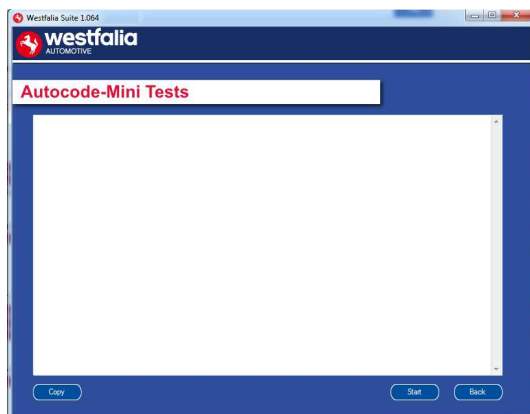 Westfalia Suite 1.064
westfalia
AUTOMOTIVE
Autocode-Mini Tests
Copy
Start
Back